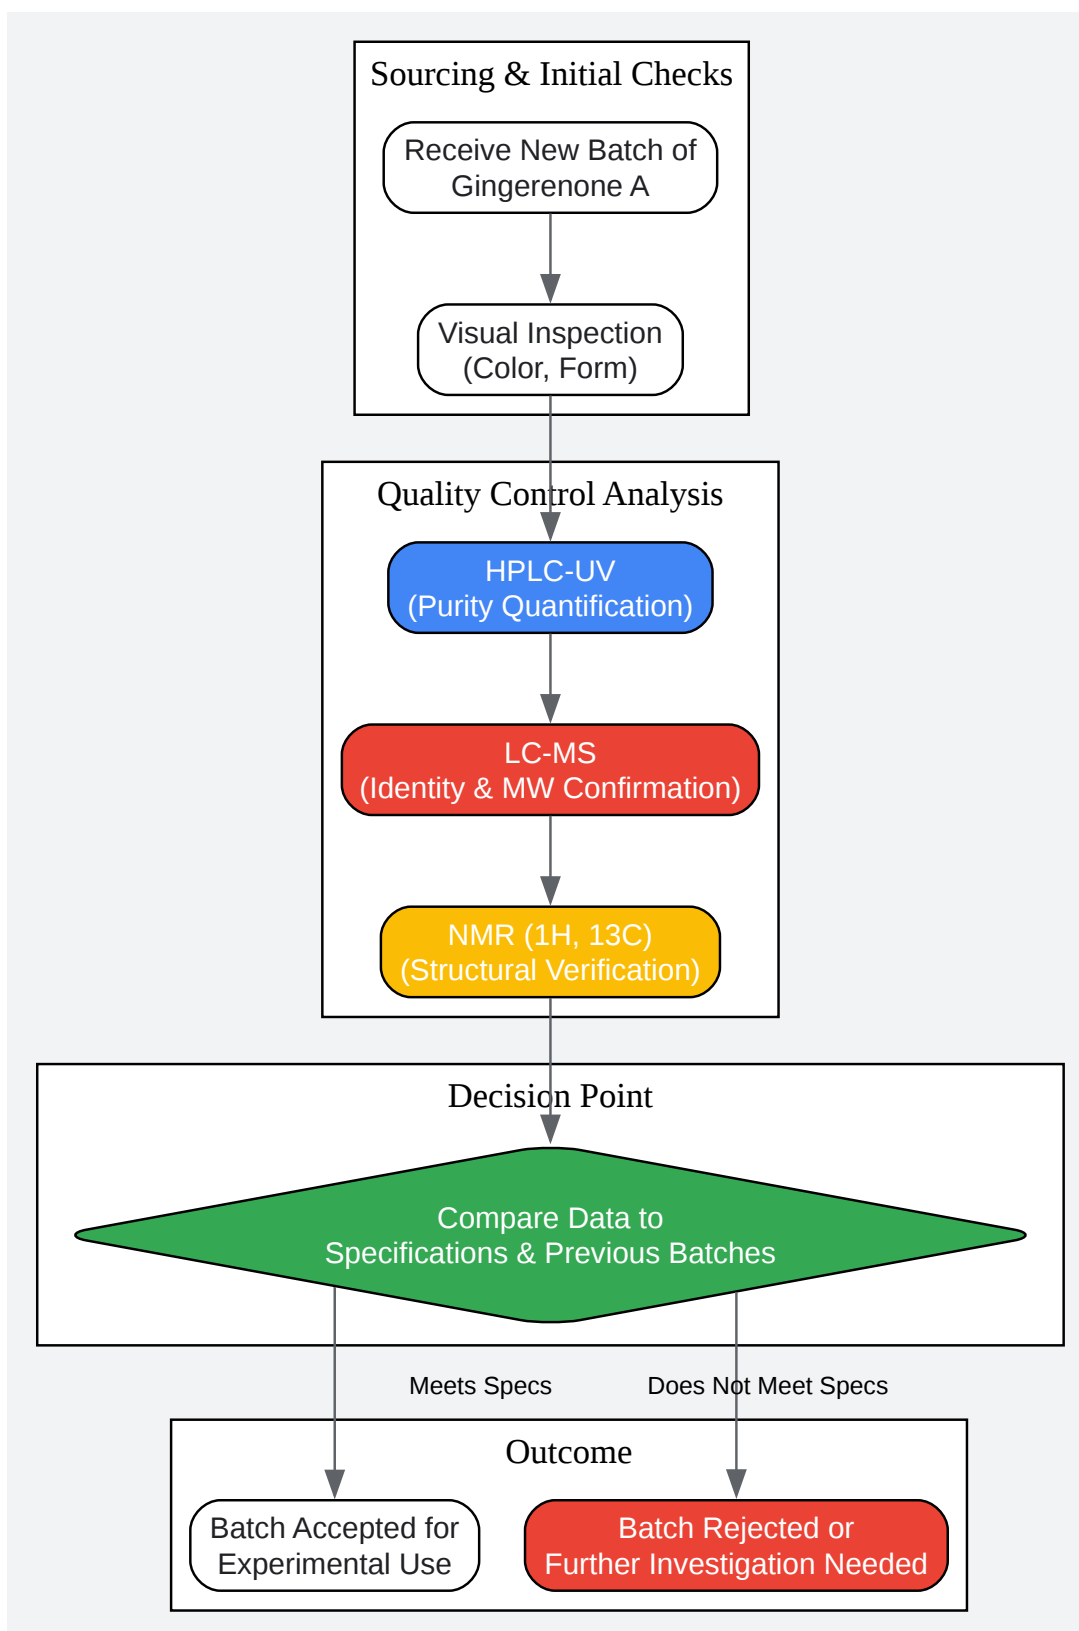 Sourcing & Initial Checks
Receive New Batch of
Gingerenone A
Visual Inspection
(Color, Form)
Quality Control Analysis
HPLC-UV
(Purity Quantification)
LC-MS
(Identity & MW Confirmation)
NMR (1H, 13C)
(Structural Verification)
Decision Point
Compare Data to
Specifications & Previous Batches
Meets Specs
Does Not Meet Specs
Outcome
Batch Accepted for
Experimental Use
Batch Rejected or
Further Investigation Needed